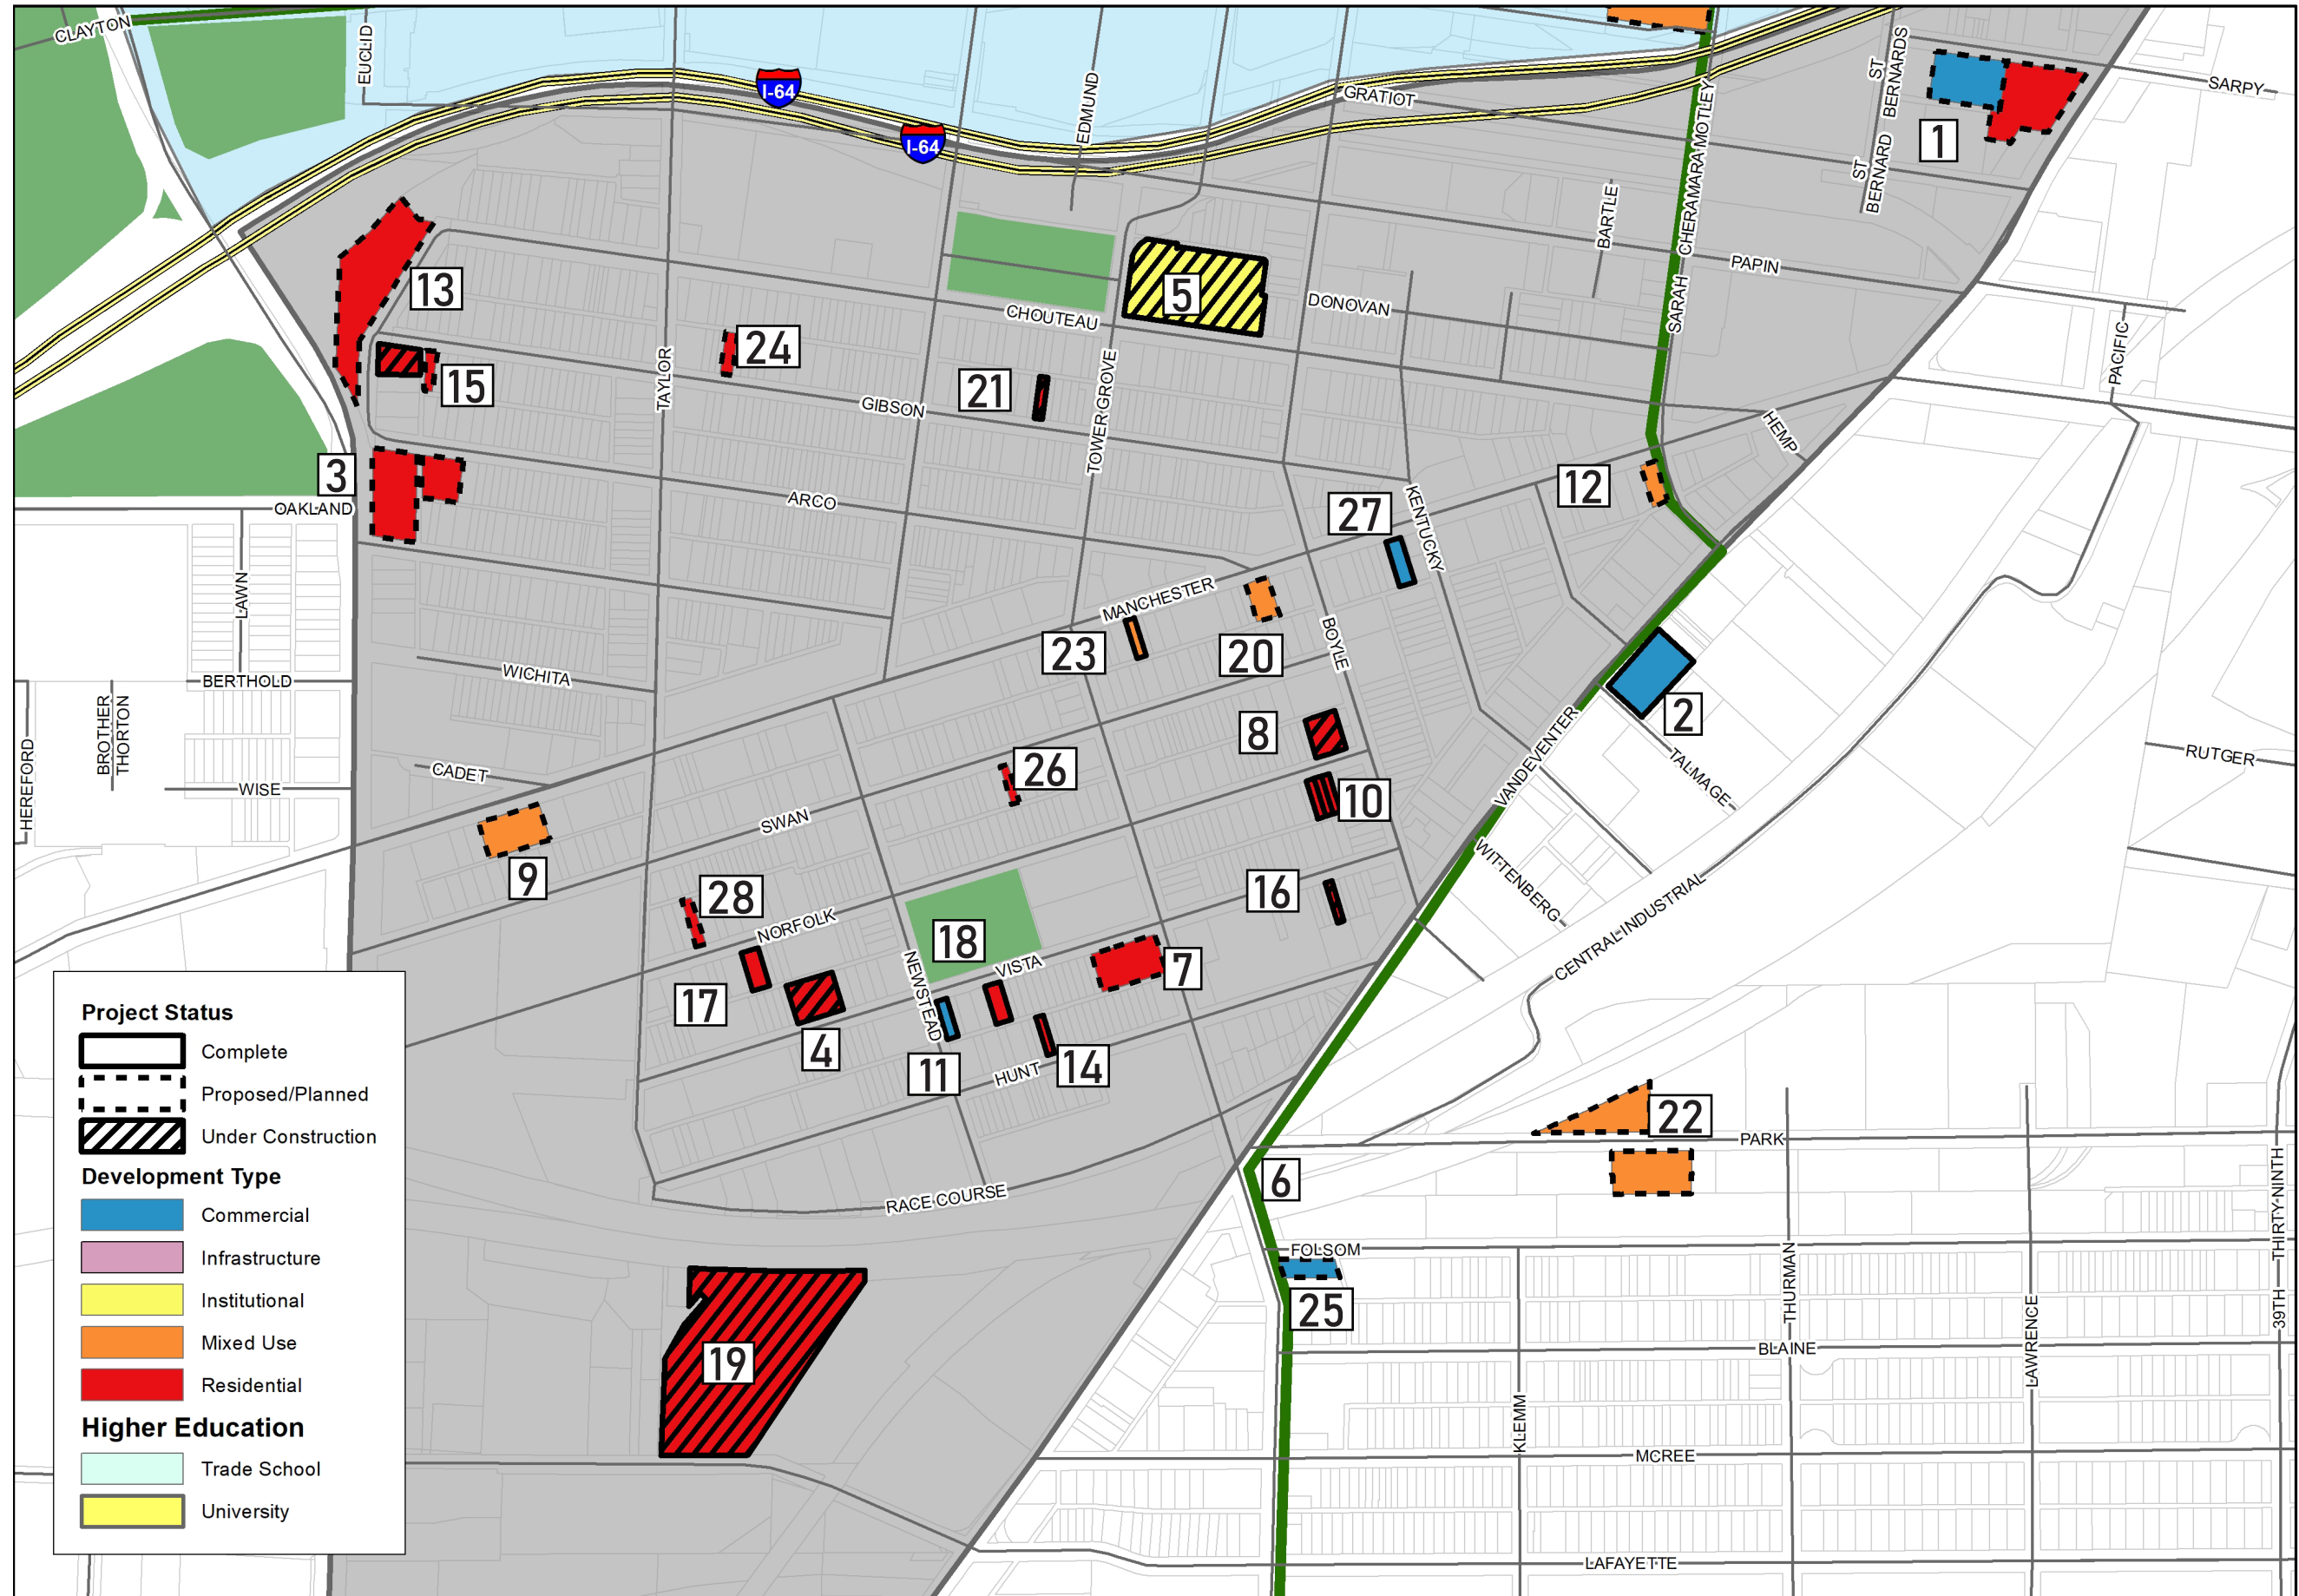 CLAYTON
EUCLID
I-64
I-64
EDMUND
GRATIOT
SARAH
CHERAMARA MOTLEY
ST
BERNARDS
ST
BERNARD
SARPY
1
BARTLE
PAPIN
PACIFIC
13
5
DONOVAN
CHOUTEAU
24
15
TAYLOR
21
GIBSON
TOWER GROVE
HEMP
3
OAKLAND
ARCO
12
27
KENTUCKY
LAWN
MANCHESTER
23
20
BOYLE
WICHITA
BERTHOLD
BROTHER
THORTON
HEREFORD
WISE
CADET
2
8
VANDEVENTER
TALMAGE
RUTGER
26
10
SWAN
9
WITTENBERG
28
16
NORFOLK
CENTRAL INDUSTRIAL
18
NEWSTEAD
VISTA
7
17
4
11
HUNT
14
22
PARK
6
RACE COURSE
FOLSOM
25
THURMAN
LAWRENCE
39TH
THIRTY-NINTH
BLAINE
19
KLEMM
MCREE
LAFAYETTE
Project Status
Complete
Proposed/Planned
Under Construction
Development Type
Commercial
Infrastructure
Institutional
Mixed Use
Residential
Higher Education
Trade School
University